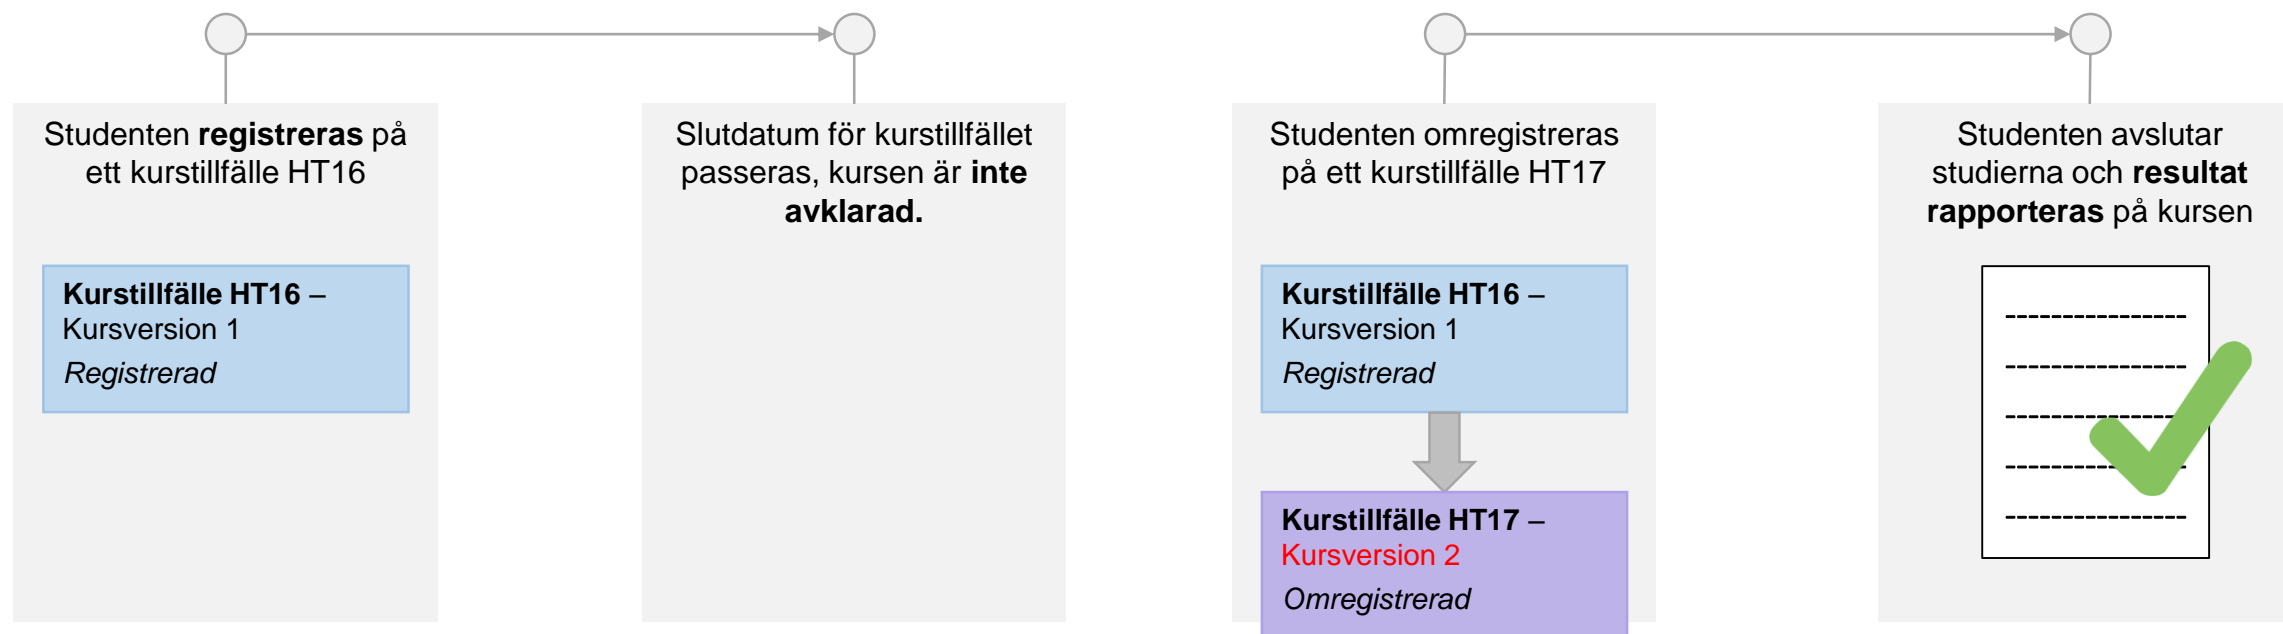 Studenten registreras på
ett kurstillfälle HT16
Kurstillfälle HT16 –
Kursversion 1
Registrerad
Slutdatum för kurstillfället
passeras, kursen är inte
avklarad.
Studenten omregistreras
på ett kurstillfälle HT17
Kurstillfälle HT16 –
Kursversion 1
Registrerad
Kurstillfälle HT17 –
Kursversion 2
Omregistrerad
Studenten avslutar
studierna och resultat
rapporteras på kursen